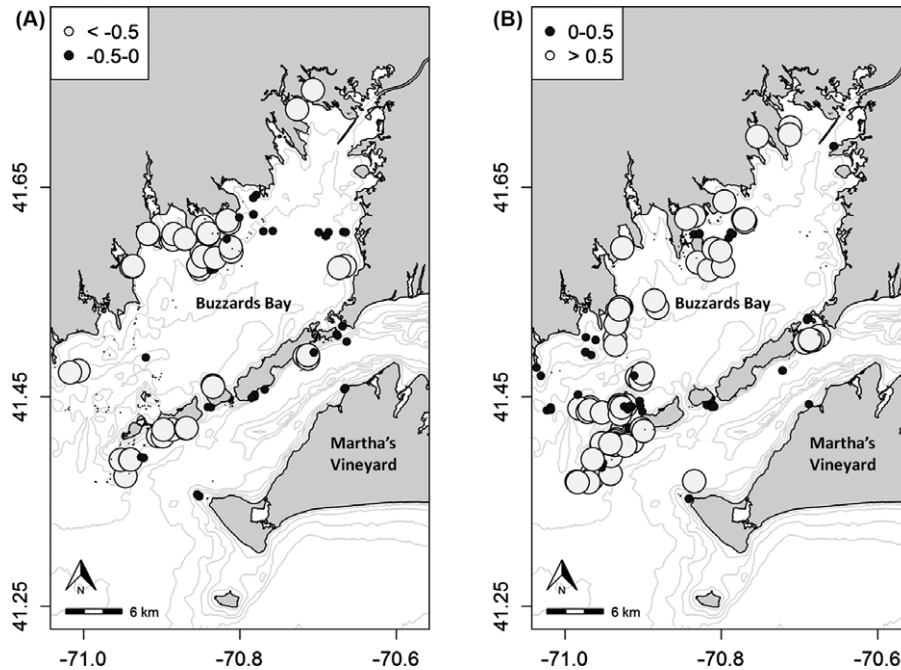 (A)
< -0.5
-0.5-0
41.65
41.45
41.25
Buzzards Bay
Martha's
Vineyard
N
6 km
-71.0
-70.8
-70.6
(B)
0-0.5
> 0.5
41.65
41.45
41.25
Buzzards Bay
Martha's
Vineyard
N
6 km
-71.0
-70.8
-70.6